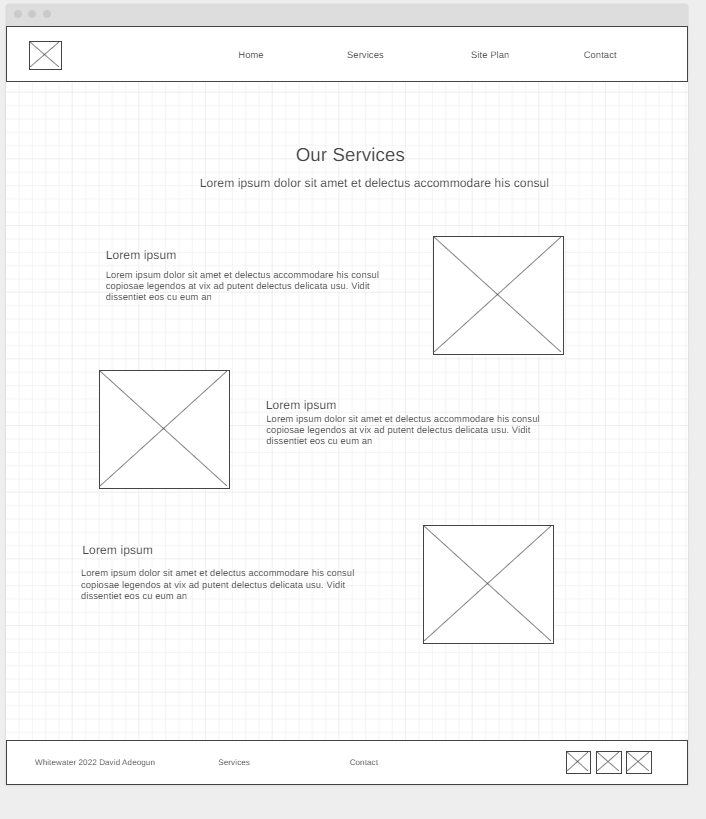 Home
Services
Site Plan
Contact
Our Services
Lorem ipsum dolor sit amet et delectus accommodare his consul
Lorem ipsum
Lorem ipsum dolor sit amet et delectus accommodare his consul
copiosae legendos at vix ad putent delectus delicata usu. Vidit
dissentiet eos cu eum an
Lorem ipsum
Lorem ipsum dolor sit amet et delectus accommodare his consul
copiosae legendos at vix ad putent delectus delicata usu. Vidit
dissentiet eos cu eum an
Lorem ipsum
Lorem ipsum dolor sit amet et delectus accommodare his consul
copiosae legendos at vix ad putent delectus delicata usu. Vidit
dissentiet eos cu eum an
Whitewater 2022 David Adeogun
Services
Contact